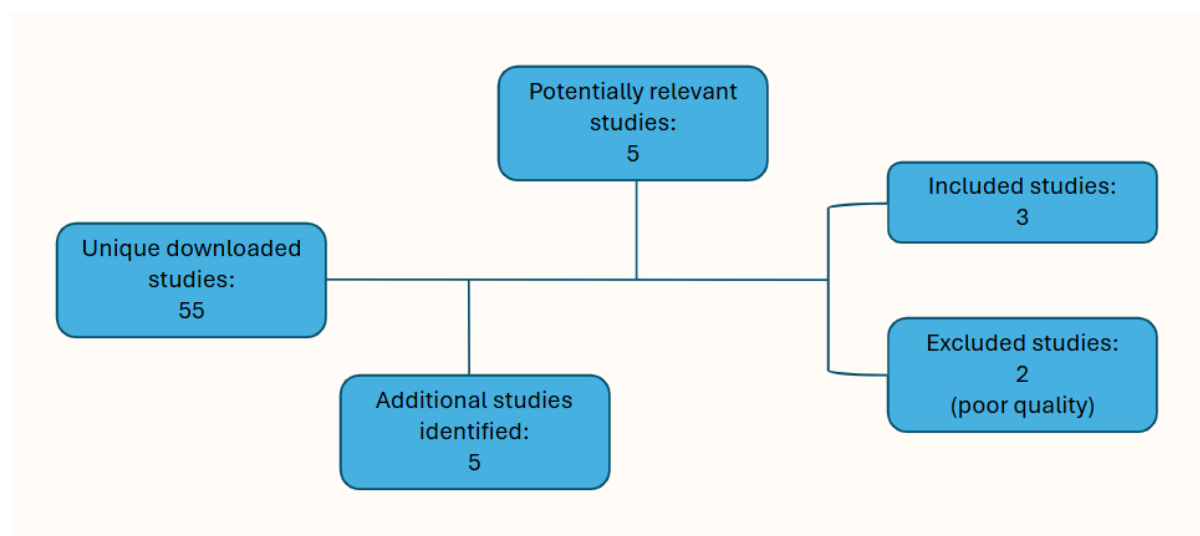 Potentially relevant
studies:
5
Unique downloaded
studies:
55
Additional studies
identified:
5
Included studies:
3
Excluded studies:
2
(poor quality)